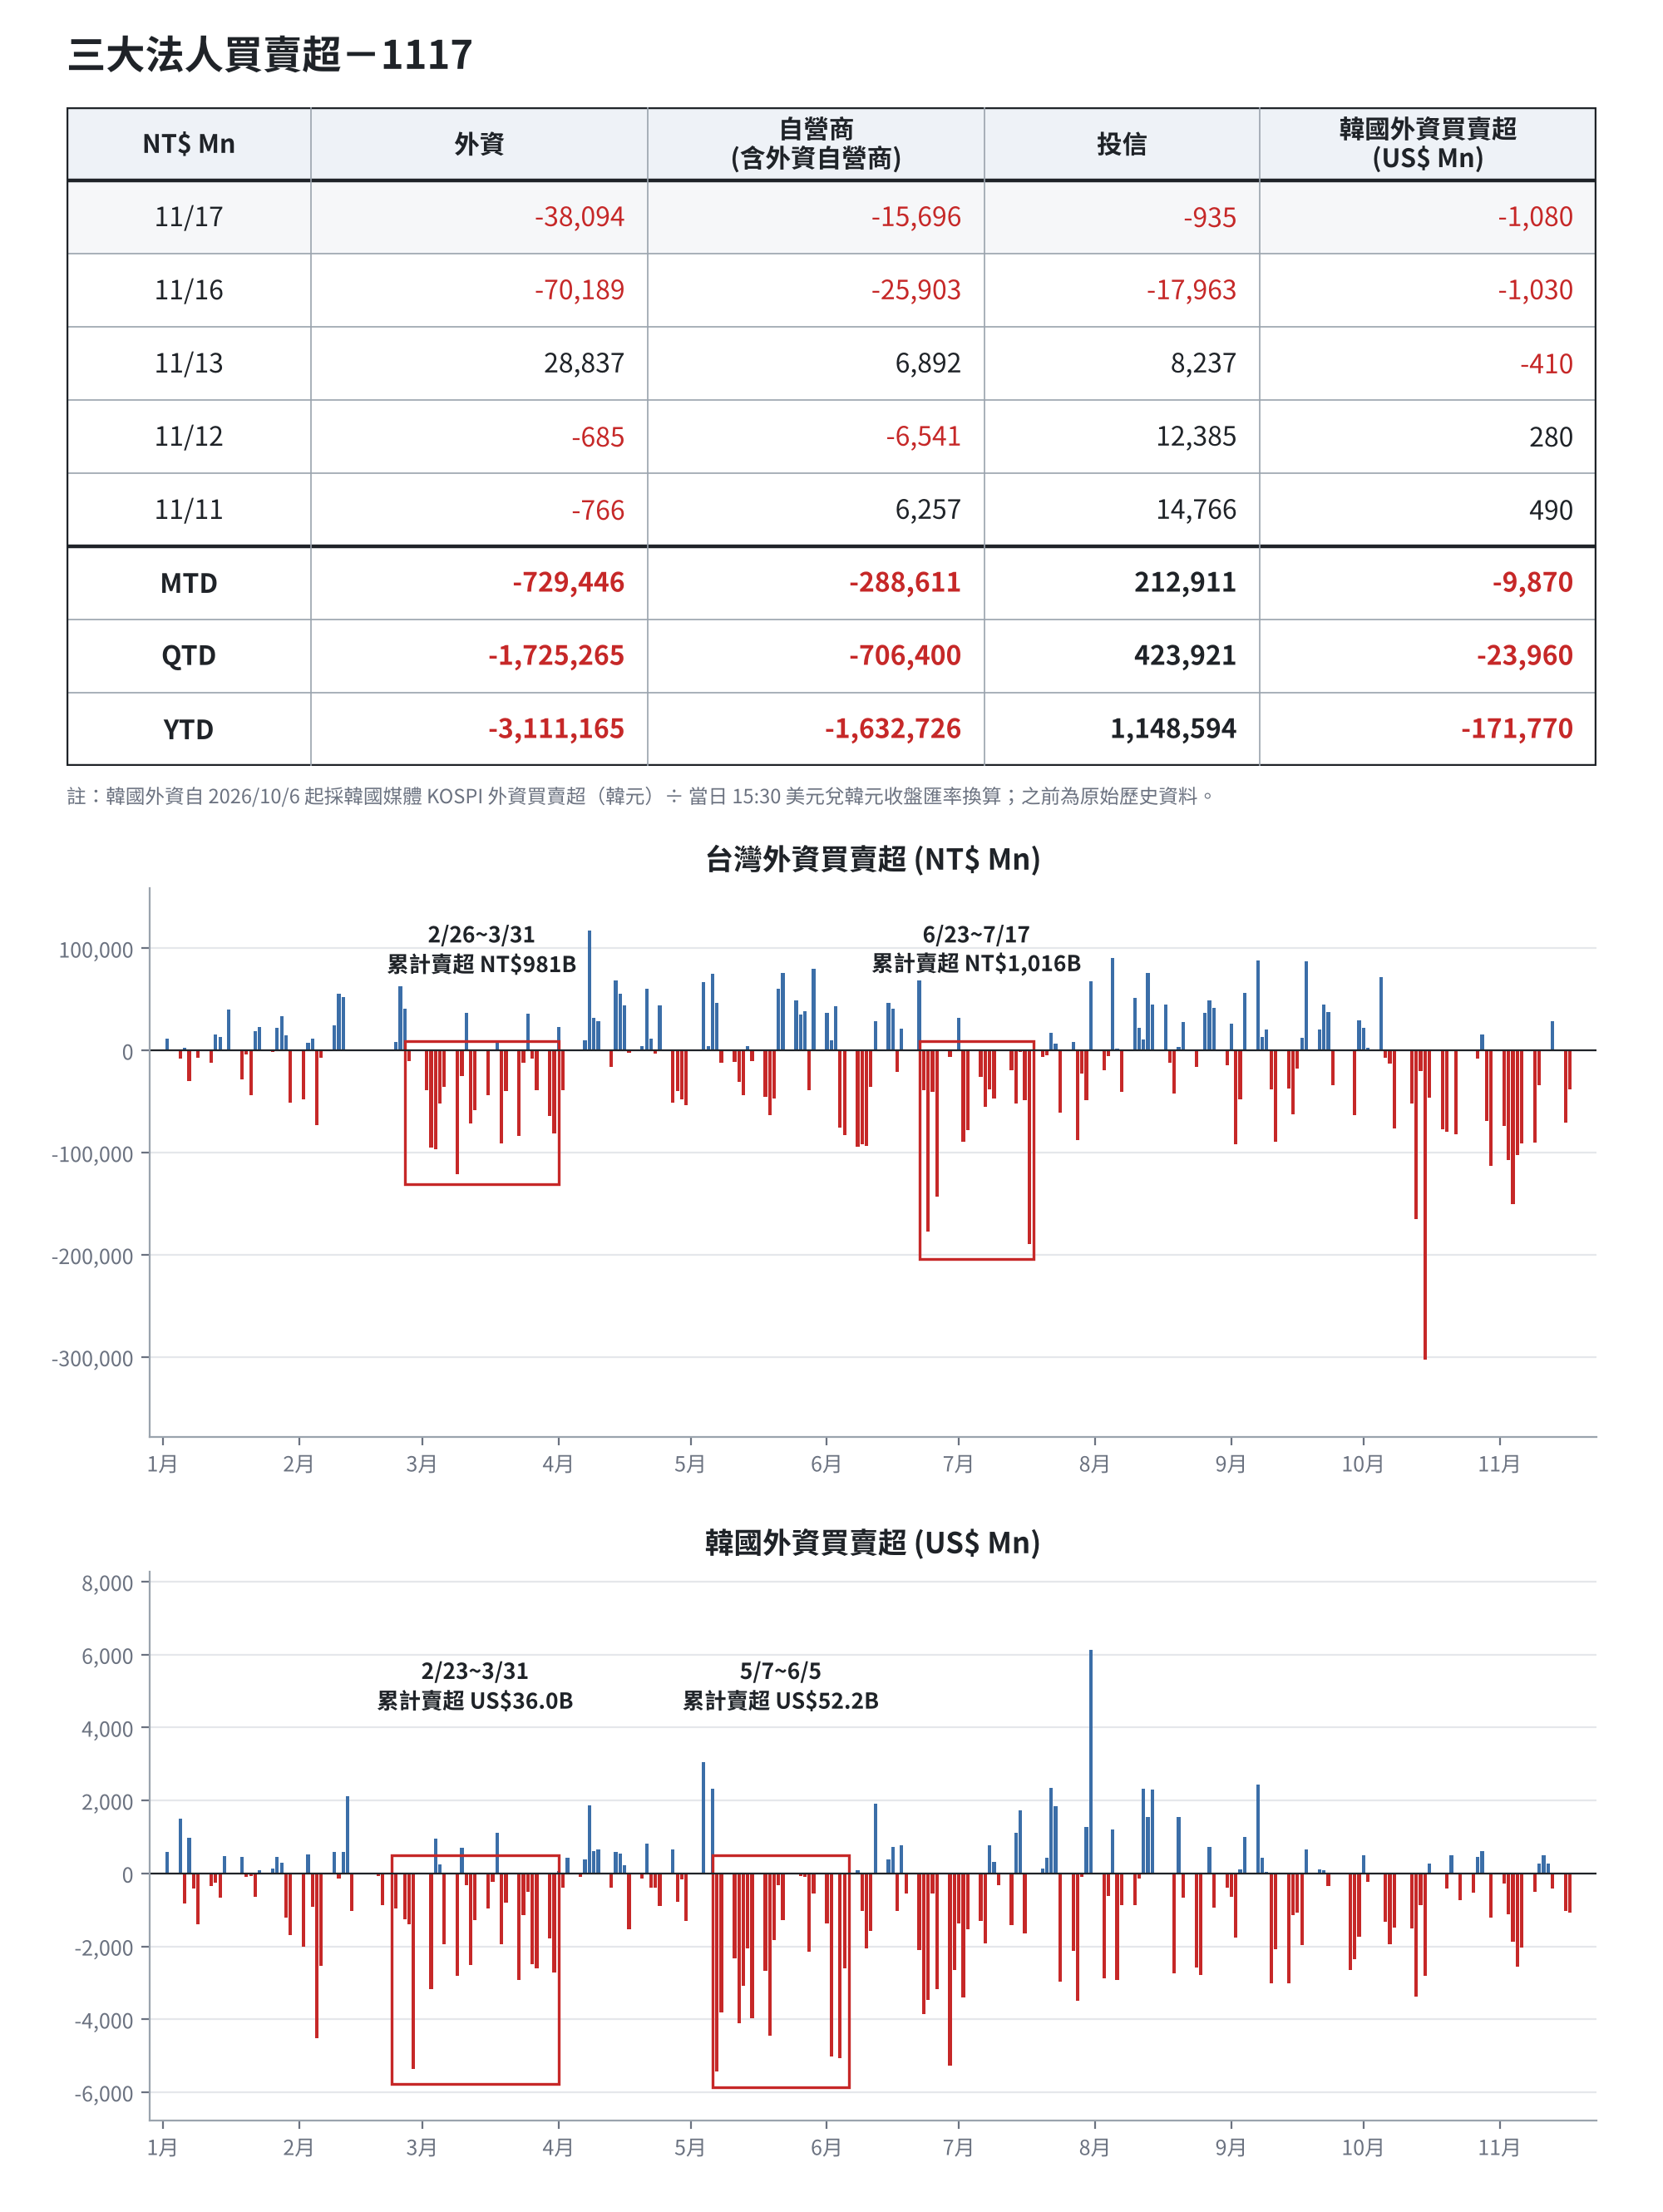 三大法人買賣超－1117
NT$ Mn 外資 自營商 (含外資自營商) 投信 韓國外資買賣超 (US$ Mn)
11/17 -38,094 -15,696 -935 -1,080
11/16 -70,189 -25,903 -17,963 -1,030
11/13 28,837 6,892 8,237 -410
11/12 -685 -6,541 12,385 280
11/11 -766 6,257 14,766 490
MTD -729,446 -288,611 212,911 -9,870
QTD -1,725,265 -706,400 423,921 -23,960
YTD -3,111,165 -1,632,726 1,148,594 -171,770
註：韓國外資自 2026/10/6 起採韓國媒體 KOSPI 外資買賣超（韓元）÷ 當日 15:30 美元兌韓元收盤匯率換算；之前為原始歷史資料。
台灣外資買賣超 (NT$ Mn)
2/26~3/31
累計賣超 NT$981B
6/23~7/17
累計賣超 NT$1,016B
100,000
0
-100,000
-200,000
-300,000
1月 2月 3月 4月 5月 6月 7月 8月 9月 10月 11月
韓國外資買賣超 (US$ Mn)
2/23~3/31
累計賣超 US$36.0B
5/7~6/5
累計賣超 US$52.2B
8,000
6,000
4,000
2,000
0
-2,000
-4,000
-6,000
1月 2月 3月 4月 5月 6月 7月 8月 9月 10月 11月